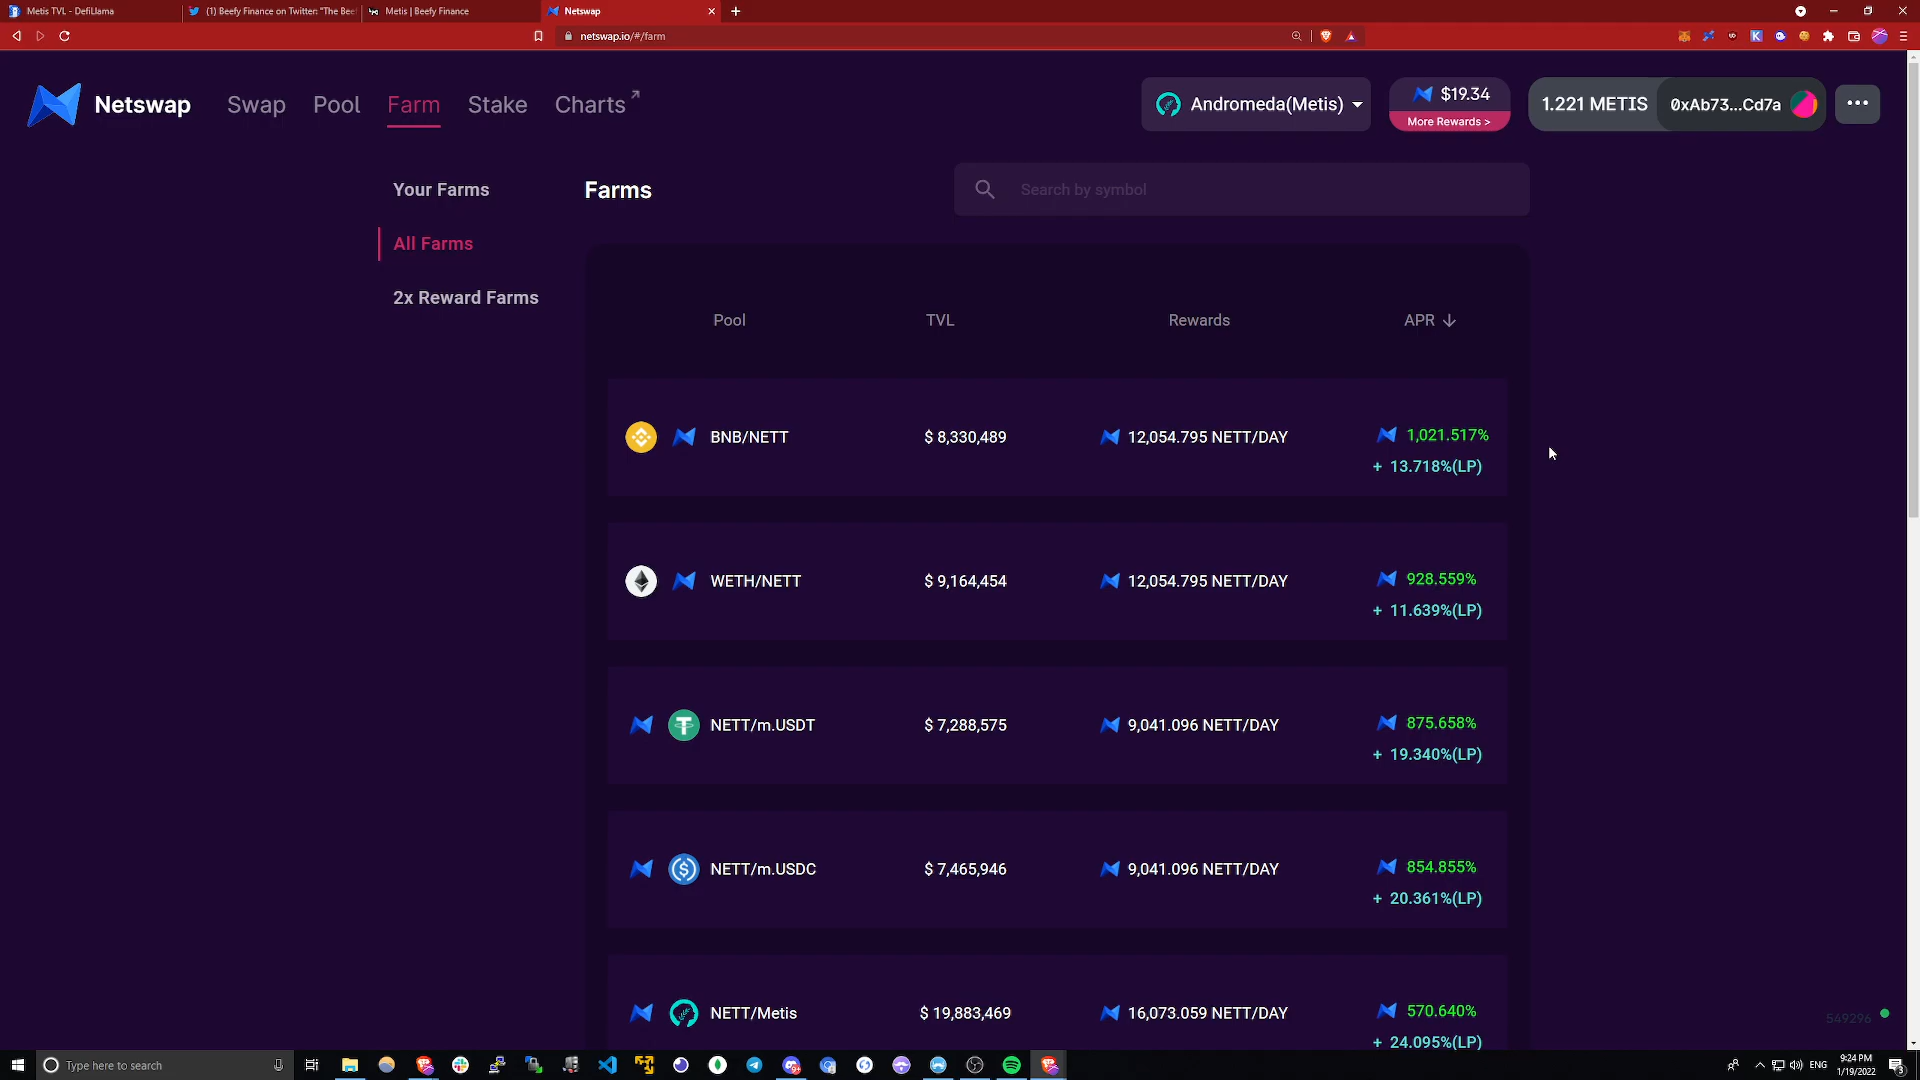 Metis TVL - DefiLlama
(1) Beefy Finance on Twitter: "The Bee
Metis | Beefy Finance
Netswap
netswap.io/#/farm
Netswap
Swap
Pool
Farm
Stake
Charts
Andromeda(Metis)
$19.34
More Rewards >
1.221 METIS
0xAb73...Cd7a
Your Farms
All Farms
2x Reward Farms
Farms
Search by symbol
Pool
TVL
Rewards
APR
BNB/NETT
$ 8,330,489
12,054.795 NETT/DAY
1,021.517%
+ 13.718%(LP)
WETH/NETT
$ 9,164,454
12,054.795 NETT/DAY
928.559%
+ 11.639%(LP)
NETT/m.USDT
$ 7,288,575
9,041.096 NETT/DAY
875.658%
+ 19.340%(LP)
NETT/m.USDC
$ 7,465,946
9,041.096 NETT/DAY
854.855%
+ 20.361%(LP)
NETT/Metis
$ 19,883,469
16,073.059 NETT/DAY
570.640%
+ 24.095%(LP)
549296
Type here to search
ENG
9:24 PM
1/19/2022
3